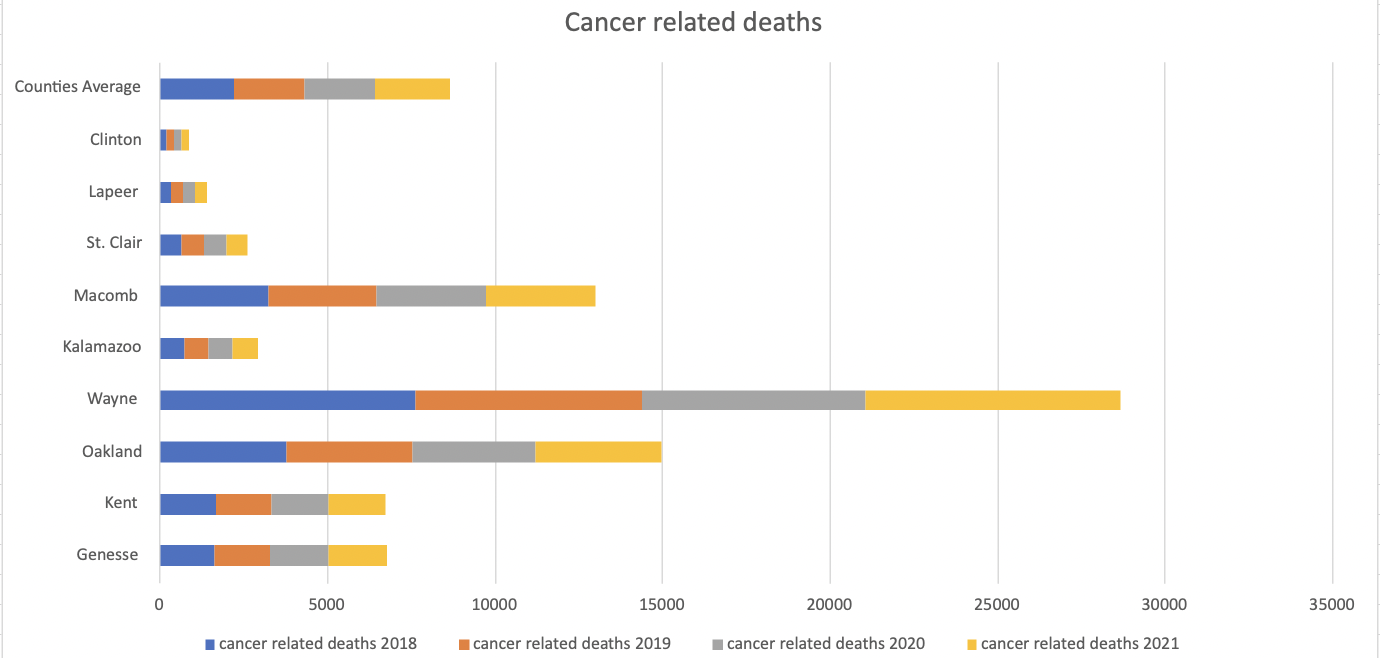 Cancer related deaths
Counties Average
Clinton
Lapeer
St. Clair
Macomb
Kalamazoo
Wayne
Oakland
Kent
Genesse
0 5000 10000 15000 20000 25000 30000 35000
cancer related deaths 2018 cancer related deaths 2019 cancer related deaths 2020 cancer related deaths 2021